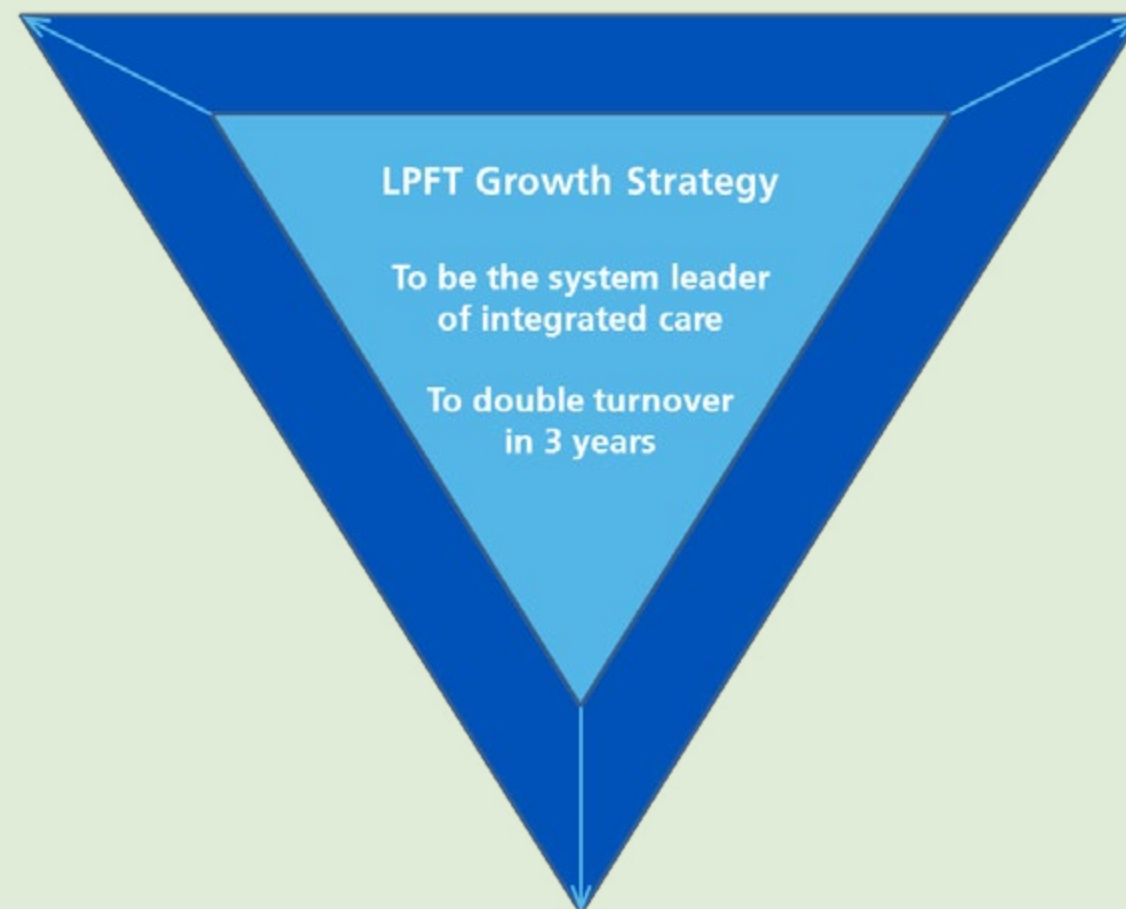 LPFT Growth Strategy
To be the system leader
of integrated care
To double turnover
in 3 years